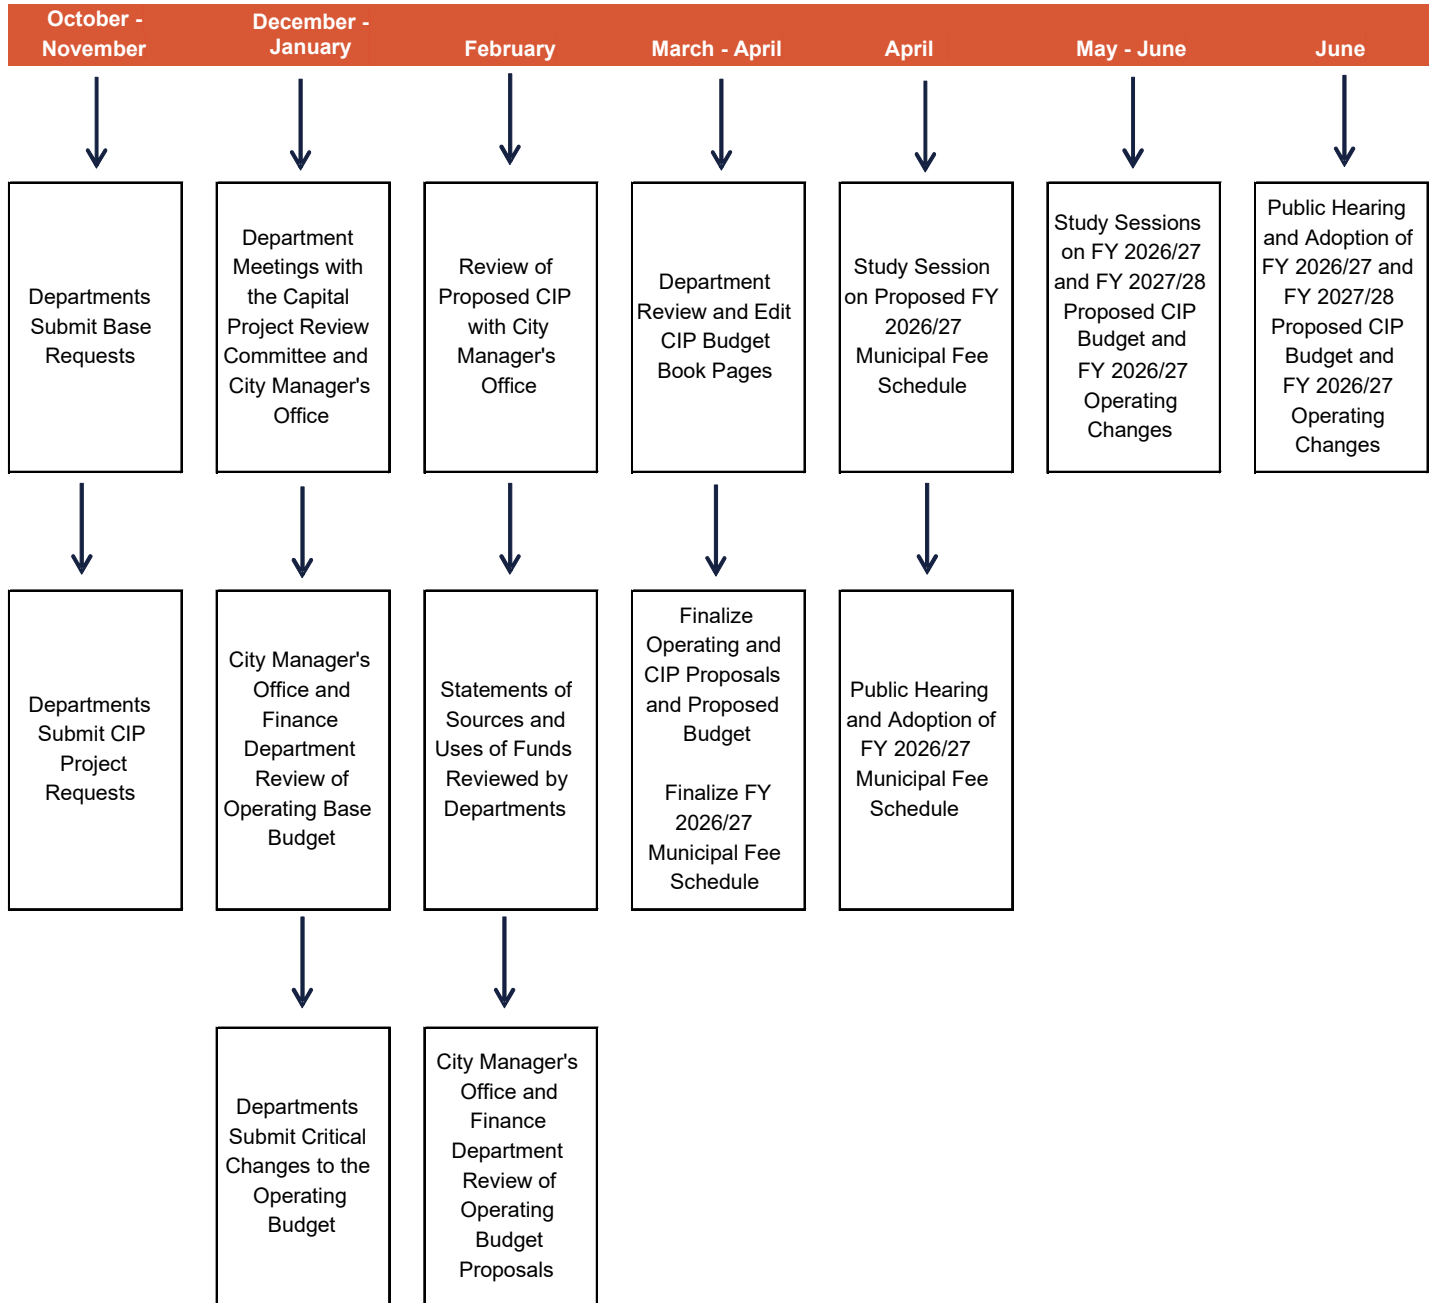 October -
November
December -
January
February
March - April
April
May - June
June
Departments
Submit Base
Requests
Department
Meetings with
the Capital
Project Review
Committee and
City Manager's
Office
Review of
Proposed CIP
with City
Manager's
Office
Department
Review and Edit
CIP Budget
Book Pages
Study Session
on Proposed FY
2026/27
Municipal Fee
Schedule
Study Sessions
on FY 2026/27
and FY 2027/28
Proposed CIP
Budget and
FY 2026/27
Operating
Changes
Public Hearing
and Adoption of
FY 2026/27 and
FY 2027/28
Proposed CIP
Budget and
FY 2026/27
Operating
Changes
Departments
Submit CIP
Project
Requests
City Manager's
Office and
Finance
Department
Review of
Operating Base
Budget
Statements of
Sources and
Uses of Funds
Reviewed by
Departments
Finalize
Operating and
CIP Proposals
and Proposed
Budget
Finalize FY
2026/27
Municipal Fee
Schedule
Public Hearing
and Adoption of
FY 2026/27
Municipal Fee
Schedule
Departments
Submit Critical
Changes to the
Operating
Budget
City Manager's
Office and
Finance
Department
Review of
Operating
Budget
Proposals